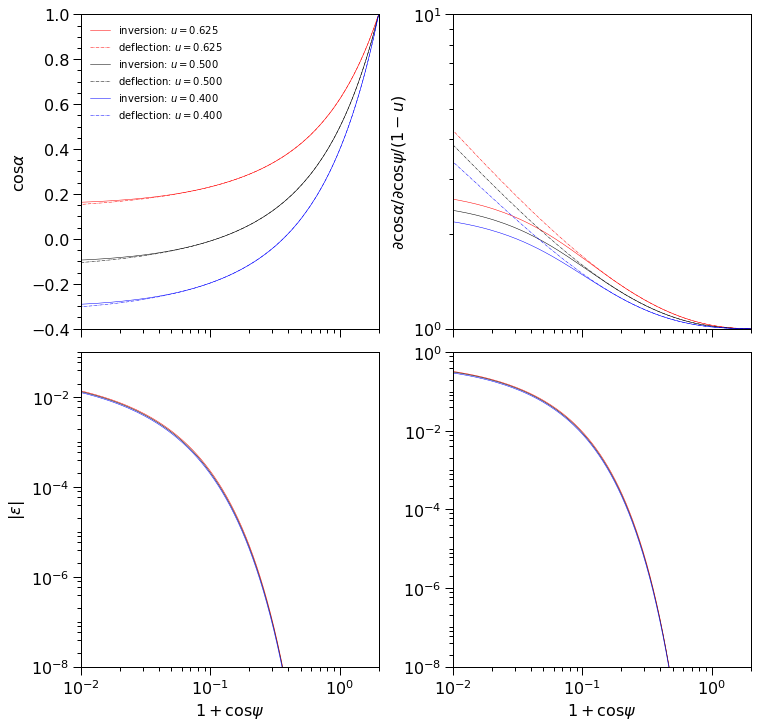 1.0
0.8
0.6
0.4
0.2
0.0
−0.2
−0.4
cosα
inversion: u = 0.625
deflection: u = 0.625
inversion: u = 0.500
deflection: u = 0.500
inversion: u = 0.400
deflection: u = 0.400
10¹
10⁰
∂cosα/∂cosψ/(1 − u)
10⁻²
10⁻⁴
10⁻⁶
10⁻⁸
|ε|
10⁻² 10⁻¹ 10⁰
1 + cosψ
10⁰
10⁻²
10⁻⁴
10⁻⁶
10⁻⁸
10⁻² 10⁻¹ 10⁰
1 + cosψ